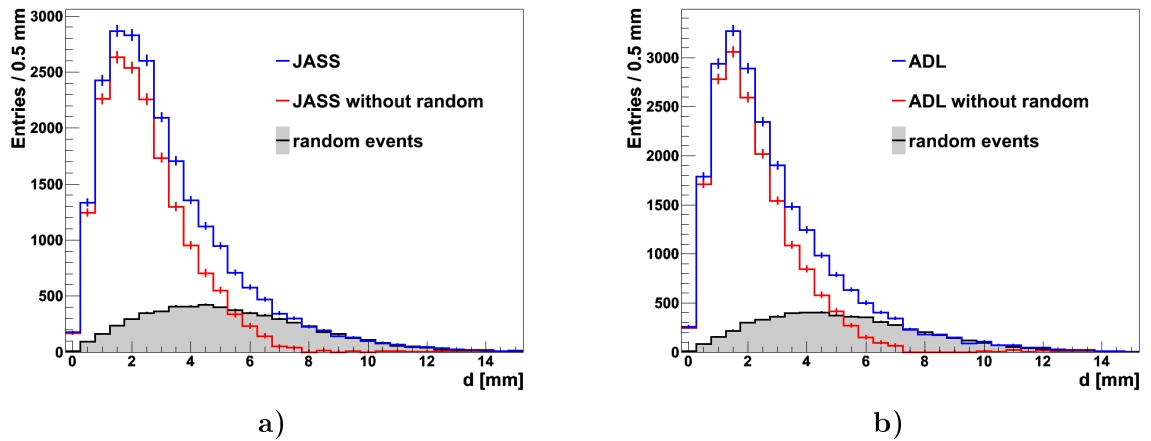 Entries / 0.5 mm
3000
2500
2000
1500
1000
500
0
JASS
JASS without random
random events
0 2 4 6 8 10 12 14
d [mm]
a)
Entries / 0.5 mm
3000
2500
2000
1500
1000
500
0
ADL
ADL without random
random events
0 2 4 6 8 10 12 14
d [mm]
b)